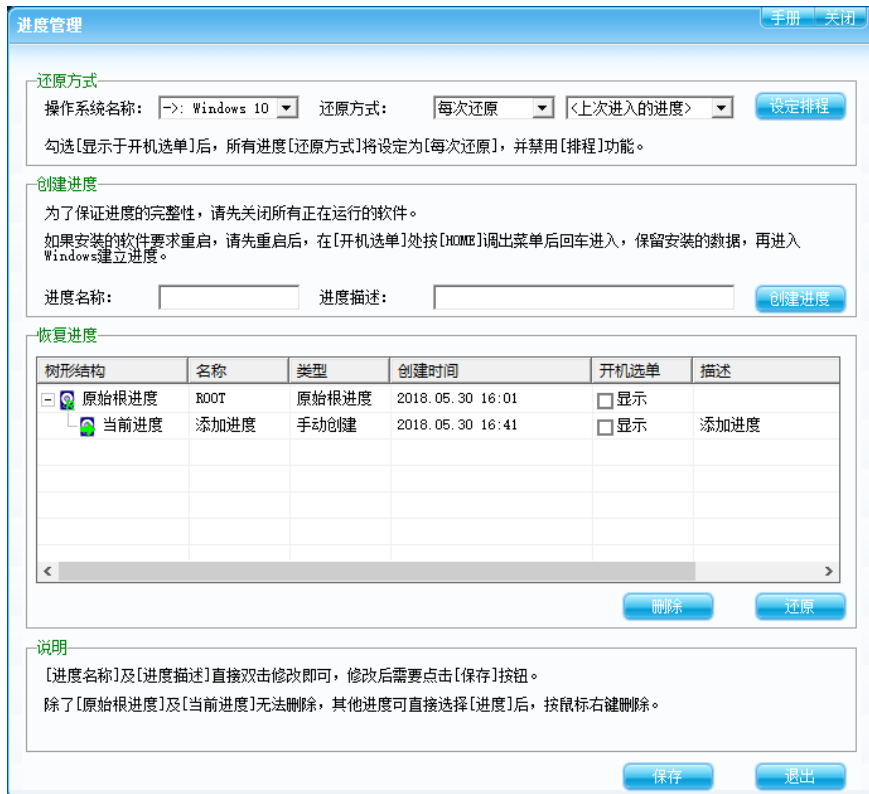 进度管理
手册 关闭
还原方式
操作系统名称： ->: Windows 10 还原方式： 每次还原 <上次进入的进度> 设定排程
勾选[显示于开机选单]后，所有进度[还原方式]将设定为[每次还原]，并禁用[排程]功能。
创建进度
为了保证进度的完整性，请先关闭所有正在运行的软件。
如果安装的软件要求重启，请先重启后，在[开机选单]处按[HOME]调出菜单后回车进入，保留安装的数据，再进入
Windows建立进度。
进度名称： 进度描述： 创建进度
恢复进度
树形结构 名称 类型 创建时间 开机选单 描述
原始根进度 ROOT 原始根进度 2018.05.30 16:01 显示
当前进度 添加进度 手动创建 2018.05.30 16:41 显示 添加进度
删除 还原
说明
[进度名称]及[进度描述]直接双击修改即可，修改后需要点击[保存]按钮。
除了[原始根进度]及[当前进度]无法删除，其他进度可直接选择[进度]后，按鼠标右键删除。
保存 退出